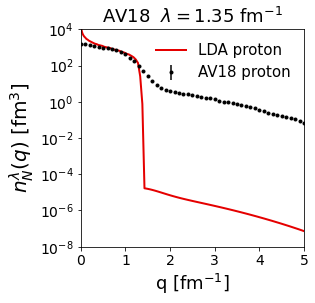 AV18 λ = 1.35 fm⁻¹
LDA proton
AV18 proton
n_N^λ(q) [fm³]
10⁴
10²
10⁰
10⁻²
10⁻⁴
10⁻⁶
10⁻⁸
0 1 2 3 4 5
q [fm⁻¹]